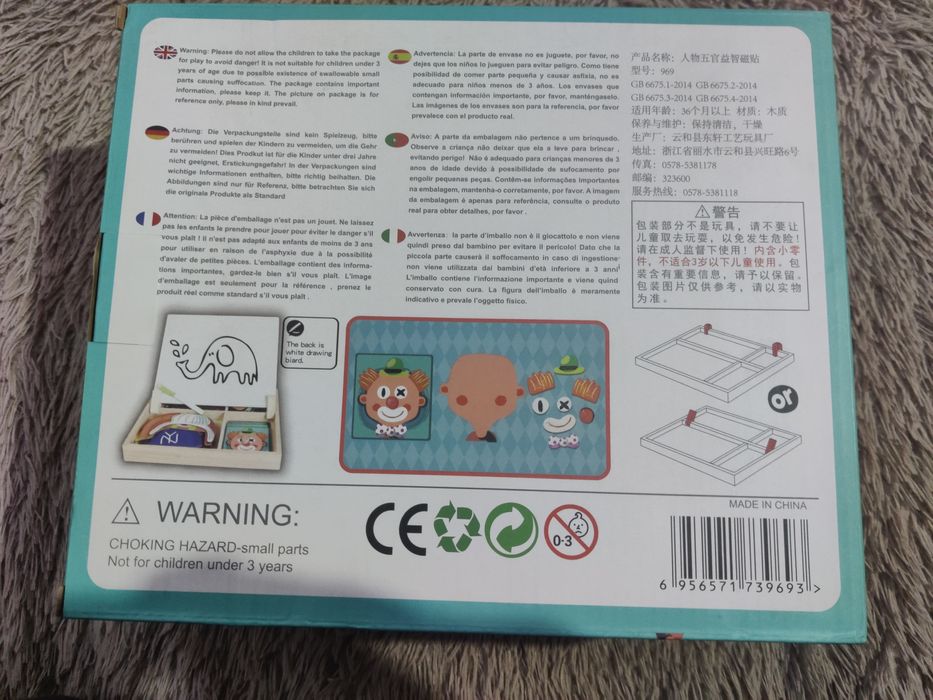 Warning: Please do not allow the children to take the package
for play to avoid danger! It is not suitable for children under 3
years of age due to possible existence of swallowable small
parts causing suffocation. The package contains important
information, please keep it. The picture on package is for
reference only, please in kind prevail.
Achtung: Die Verpackungsteile sind kein Spielzeug, bitte
berühren und spielen der Kindern zu vermeiden, um die Gehr
zu vermeiden! Dies Prodkut ist für die Kinder unter drei Jahre
nicht geeignet, Erstickungsgefahr! In der Verpackungen sind
wichtige Informationen enthalten, bitte richtig beihalten. Die
Abbildungen sind nur für Referenz, bitte betrachten Sie sich
die originale Produkte als Standard
Attention: La pièce d'emballage n'est pas un jouet. Ne laissez
pas les enfants le prendre pour jouer pour éviter le danger s'il
vous plaît ! Il n'est pas adapté aux enfants de moins de 3 ans
pour utiliser en raison de l'asphyxie due à la possibilité
d'avaler de petites pièces. L'emballage contient des informa-
tions importantes, gardez-le bien s'il vous plaît. L'image
d'emballage est seulement pour la référence , prenez le
produit réel comme standard s'il vous plaît .
Advertencia: La parte de envase no es juguete, por favor, no
dejes que los niños lo jueguen para evitar peligro. Como tiene
posibilidad de comer parte pequeña y causar asfixia, no es
adecuado para niños menos de 3 años. Los envases que
contengan información importante, por favor, manténgaselo.
Las imágenes de los envases son para la referencia, por favor
prevalece con el producto real.
Aviso: A parte da embalagem não pertence a um brinquedo.
Observe a criança não deixar que ela a leve para brincar ,
evitando perigo! Não é adequado para crianças menores de 3
anos de idade devido à possibilidade de sufocamento por
engolir pequenas peças. Contêm-se informações importantes
na embalagem, mantenha-o corretamente, por favor. A imagem
da embalagem é apenas para referência, consulte o produto
real para obter detalhes, por favor .
Avvertenza: la parte d'imballo non è il giocattolo e non viene
quindi preso dal bambino per evitare il pericolo! Dato che la
piccola parte causerà il soffocamento in caso di ingestione
non viene utilizzata dai bambini d'età inferiore a 3 anni
L'imballo contiene l'informazione importante e viene quind
conservato con cura. La figura dell'imballo è meramente
indicativo e prevale l'oggetto fisico.
产品名称：人物五官益智磁贴
型号：969
GB 6675.1-2014 GB 6675.2-2014
GB 6675.3-2014 GB 6675.4-2014
适用年龄：36个月以上 材质：木质
保养与维护：保持清洁，干燥
生产厂：云和县东轩工艺玩具厂
地址：浙江省丽水市云和县兴旺路6号
传真：0578-5381178
邮编：323600
服务热线：0578-5381118
警告
包装部分不是玩具，请不要让
儿童取去玩耍，以免发生危险！
请在成人监督下使用！内含小零
件，不适合3岁以下儿童使用。包
装含有重要信息，请予以保留。
包装图片仅供参考，请以实物
为准。
The back is
white drawing
biard.
or
WARNING:
CHOKING HAZARD-small parts
Not for children under 3 years
CE
0-3
MADE IN CHINA
6 956571 739693 >